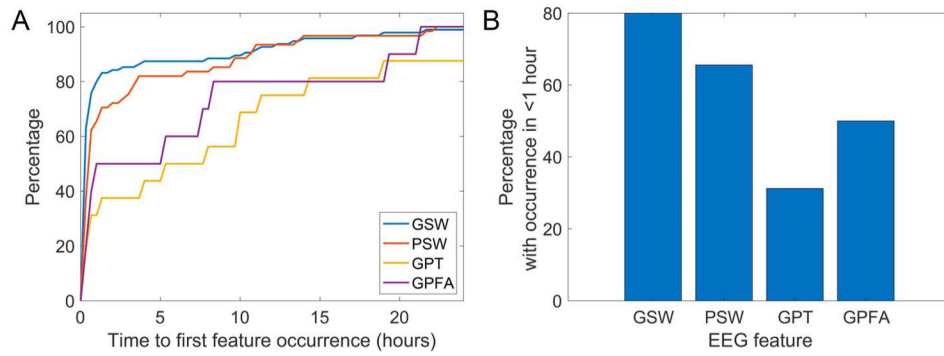 A
Percentage
100
80
60
40
20
0
0
5
10
15
20
Time to first feature occurrence (hours)
GSW
PSW
GPT
GPFA
B
Percentage
with occurrence in <1 hour
80
60
40
20
0
GSW PSW GPT GPFA
EEG feature